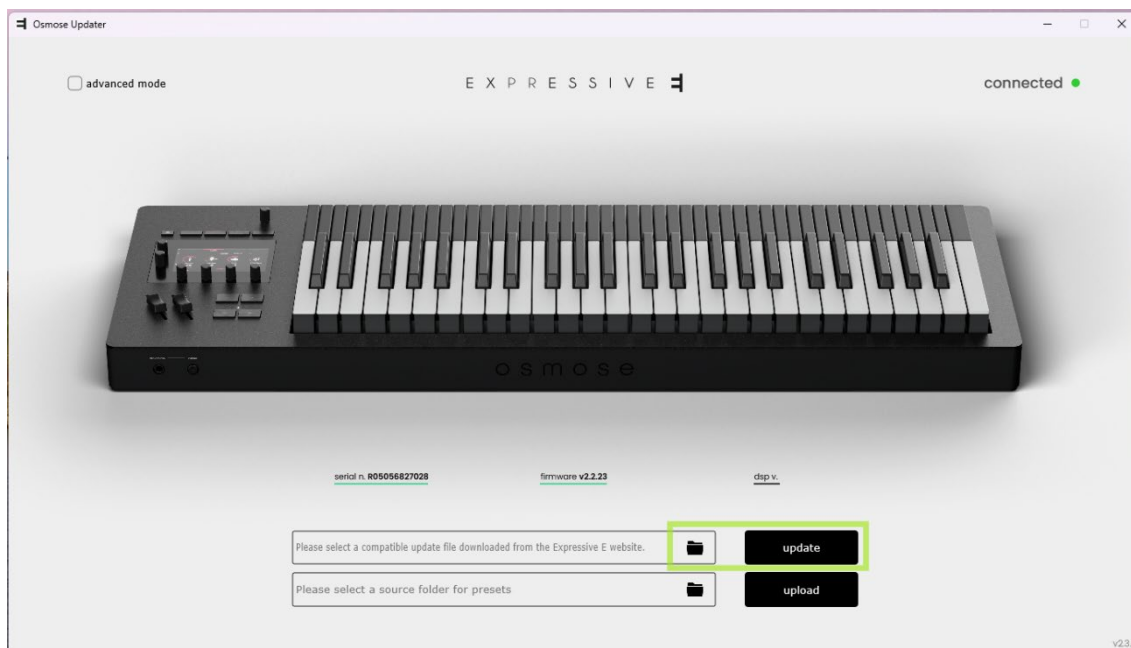 Osmose Updater
advanced mode
EXPRESSIVE
connected
osmose
serial n. R05056827028
firmware v2.2.23
dsp v.
Please select a compatible update file downloaded from the Expressive E website.
update
Please select a source folder for presets
upload
v2.3.